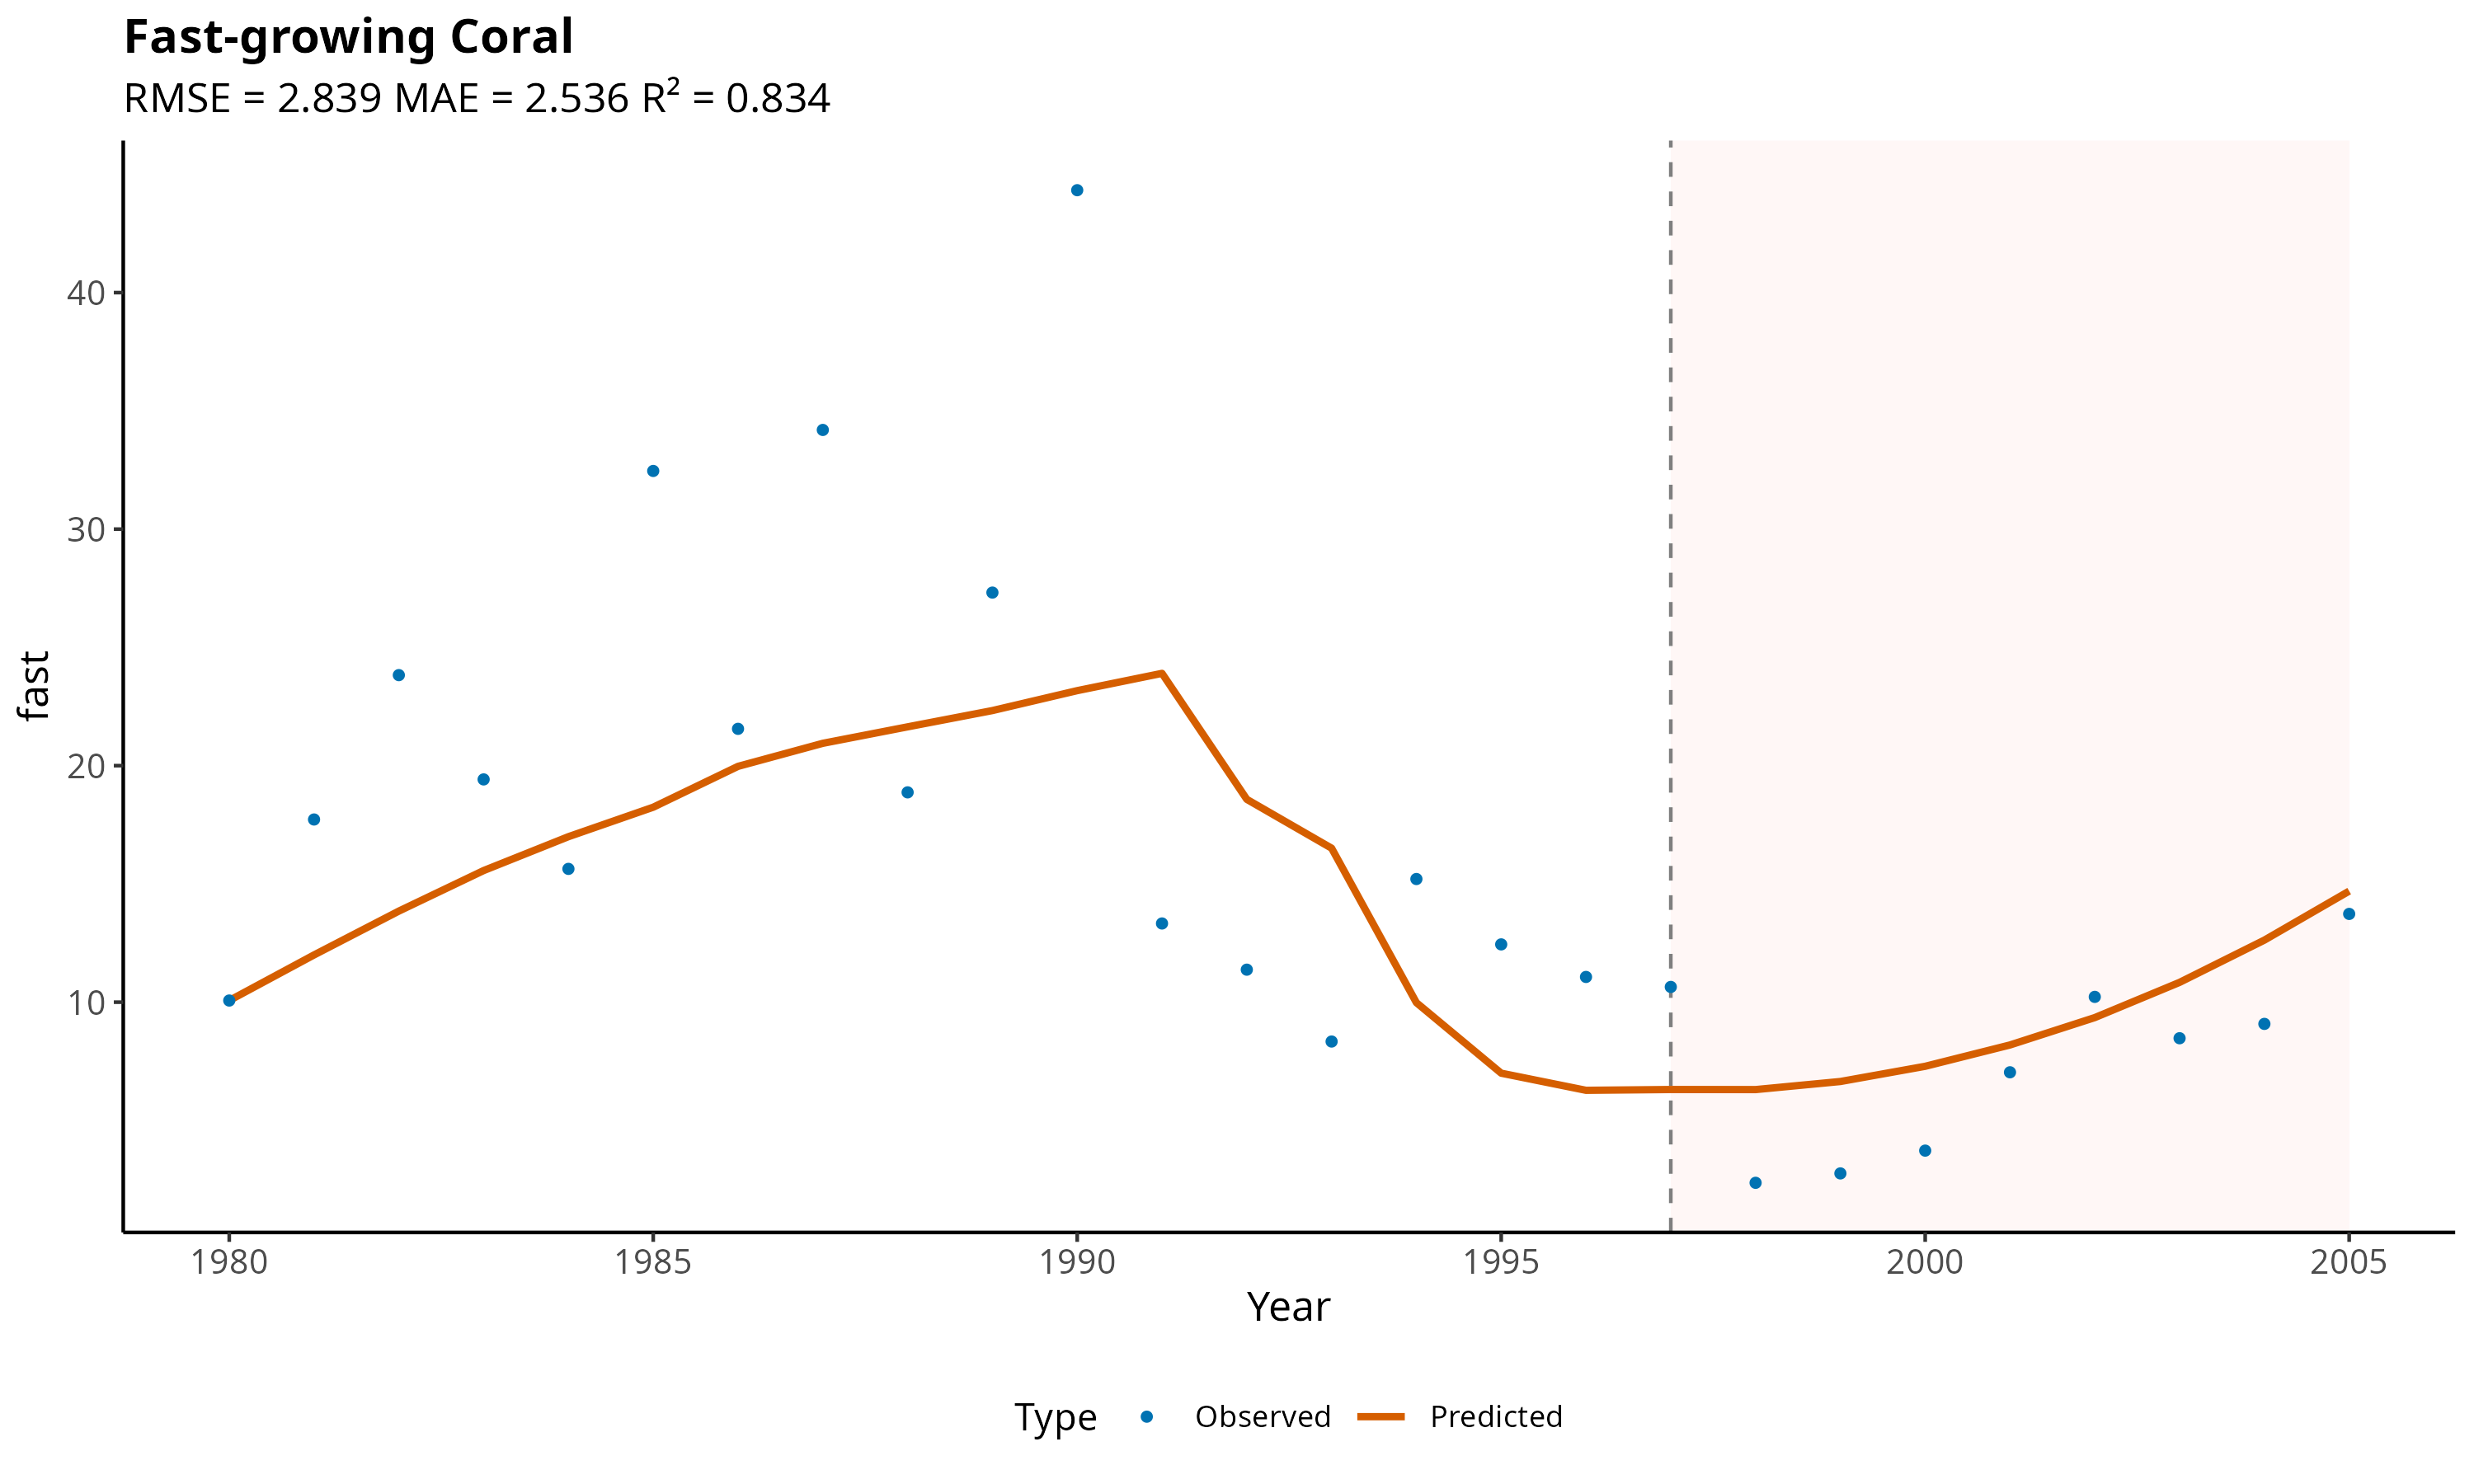 Fast-growing Coral
RMSE = 2.839 MAE = 2.536 R² = 0.834
fast
40
30
20
10
1980 1985 1990 1995 2000 2005
Year
Type Observed Predicted